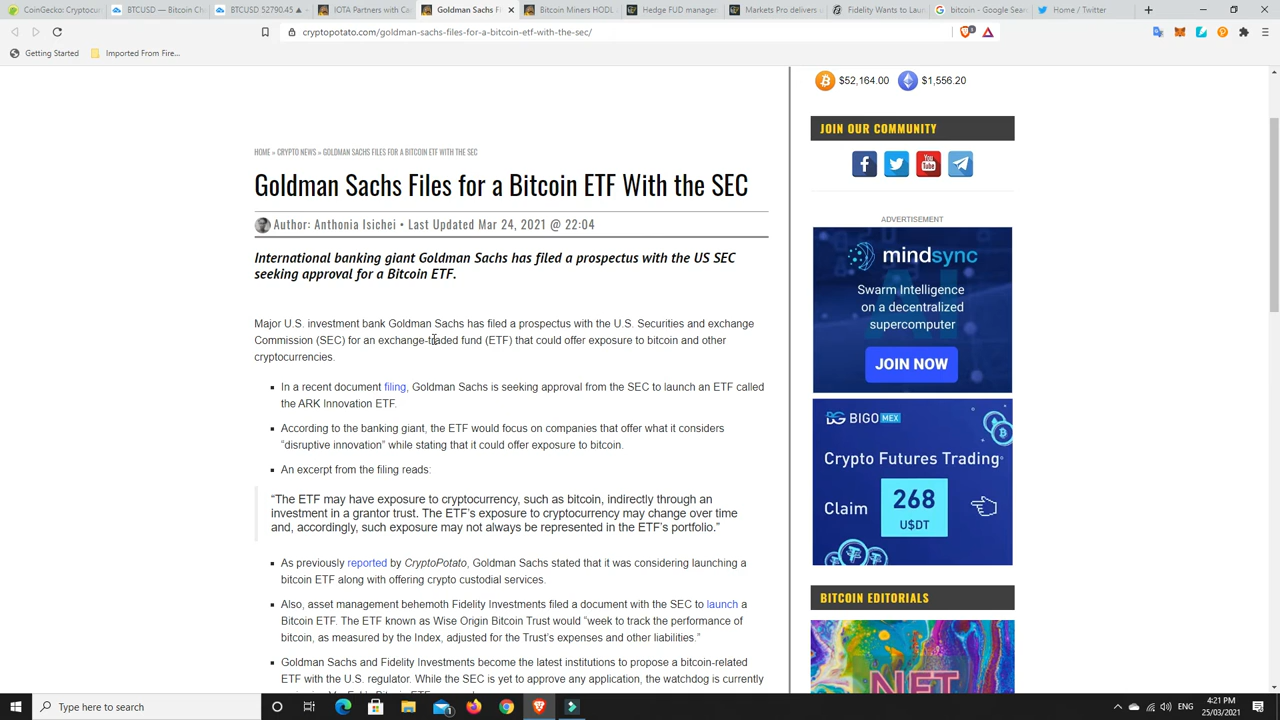 CoinGecko: Cryptocurr
BTCUSD — Bitcoin Ch
BTCUSD 52790.45 ▲
IOTA Partners with Ca
Goldman Sachs Fi
Bitcoin Miners HODL
Hedge FUD manager
Markets Pro delivers
Fidelity Wants to Lau
bitcoin - Google Sear
Home / Twitter
cryptopotato.com/goldman-sachs-files-for-a-bitcoin-etf-with-the-sec/
Getting Started
Imported From Fire...
$52,164.00
$1,556.20
JOIN OUR COMMUNITY
HOME » CRYPTO NEWS » GOLDMAN SACHS FILES FOR A BITCOIN ETF WITH THE SEC
Goldman Sachs Files for a Bitcoin ETF With the SEC
Author: Anthonia Isichei • Last Updated Mar 24, 2021 @ 22:04
International banking giant Goldman Sachs has filed a prospectus with the US SEC
seeking approval for a Bitcoin ETF.
Major U.S. investment bank Goldman Sachs has filed a prospectus with the U.S. Securities and exchange
Commission (SEC) for an exchange-traded fund (ETF) that could offer exposure to bitcoin and other
cryptocurrencies.
▪ In a recent document filing, Goldman Sachs is seeking approval from the SEC to launch an ETF called
the ARK Innovation ETF.
▪ According to the banking giant, the ETF would focus on companies that offer what it considers
“disruptive innovation” while stating that it could offer exposure to bitcoin.
▪ An excerpt from the filing reads:
“The ETF may have exposure to cryptocurrency, such as bitcoin, indirectly through an
investment in a grantor trust. The ETF’s exposure to cryptocurrency may change over time
and, accordingly, such exposure may not always be represented in the ETF’s portfolio.”
▪ As previously reported by CryptoPotato, Goldman Sachs stated that it was considering launching a
bitcoin ETF along with offering crypto custodial services.
▪ Also, asset management behemoth Fidelity Investments filed a document with the SEC to launch a
Bitcoin ETF. The ETF known as Wise Origin Bitcoin Trust would “week to track the performance of
bitcoin, as measured by the Index, adjusted for the Trust’s expenses and other liabilities.”
▪ Goldman Sachs and Fidelity Investments become the latest institutions to propose a bitcoin-related
ETF with the U.S. regulator. While the SEC is yet to approve any application, the watchdog is currently
ADVERTISEMENT
mindsync
Swarm Intelligence
on a decentralized
supercomputer
JOIN NOW
BIGO MEX
Crypto Futures Trading
Claim
268
U$DT
BITCOIN EDITORIALS
NFT
You
Tube
Type here to search
ENG
4:21 PM
25/03/2021